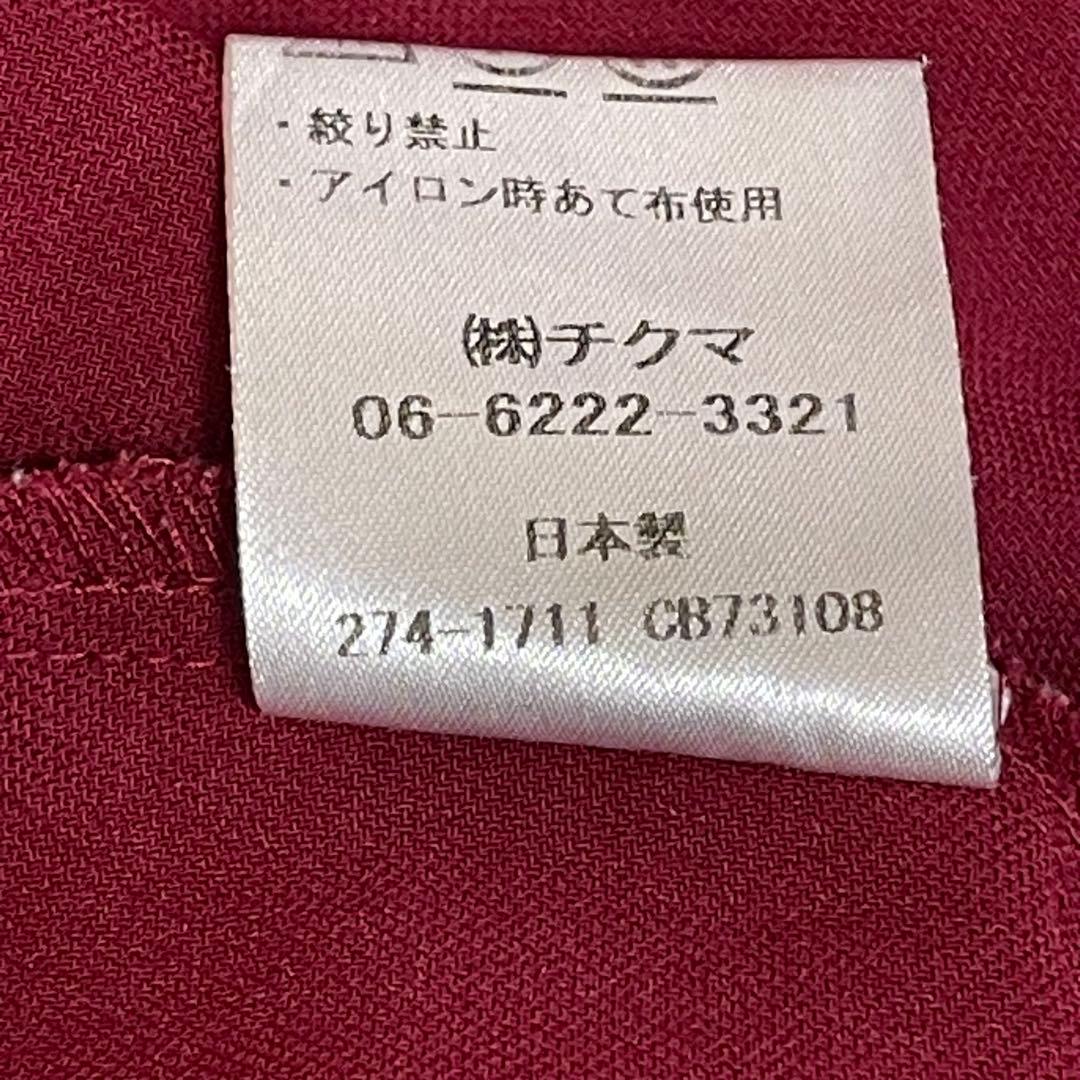 ・絞り禁止
・アイロン時あて布使用
㈱チクマ
06-6222-3321
日本製
274-1711 CB73108